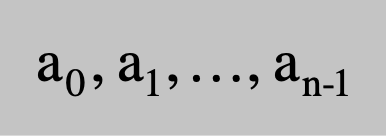 a₀, a₁, ..., aₙ₋₁